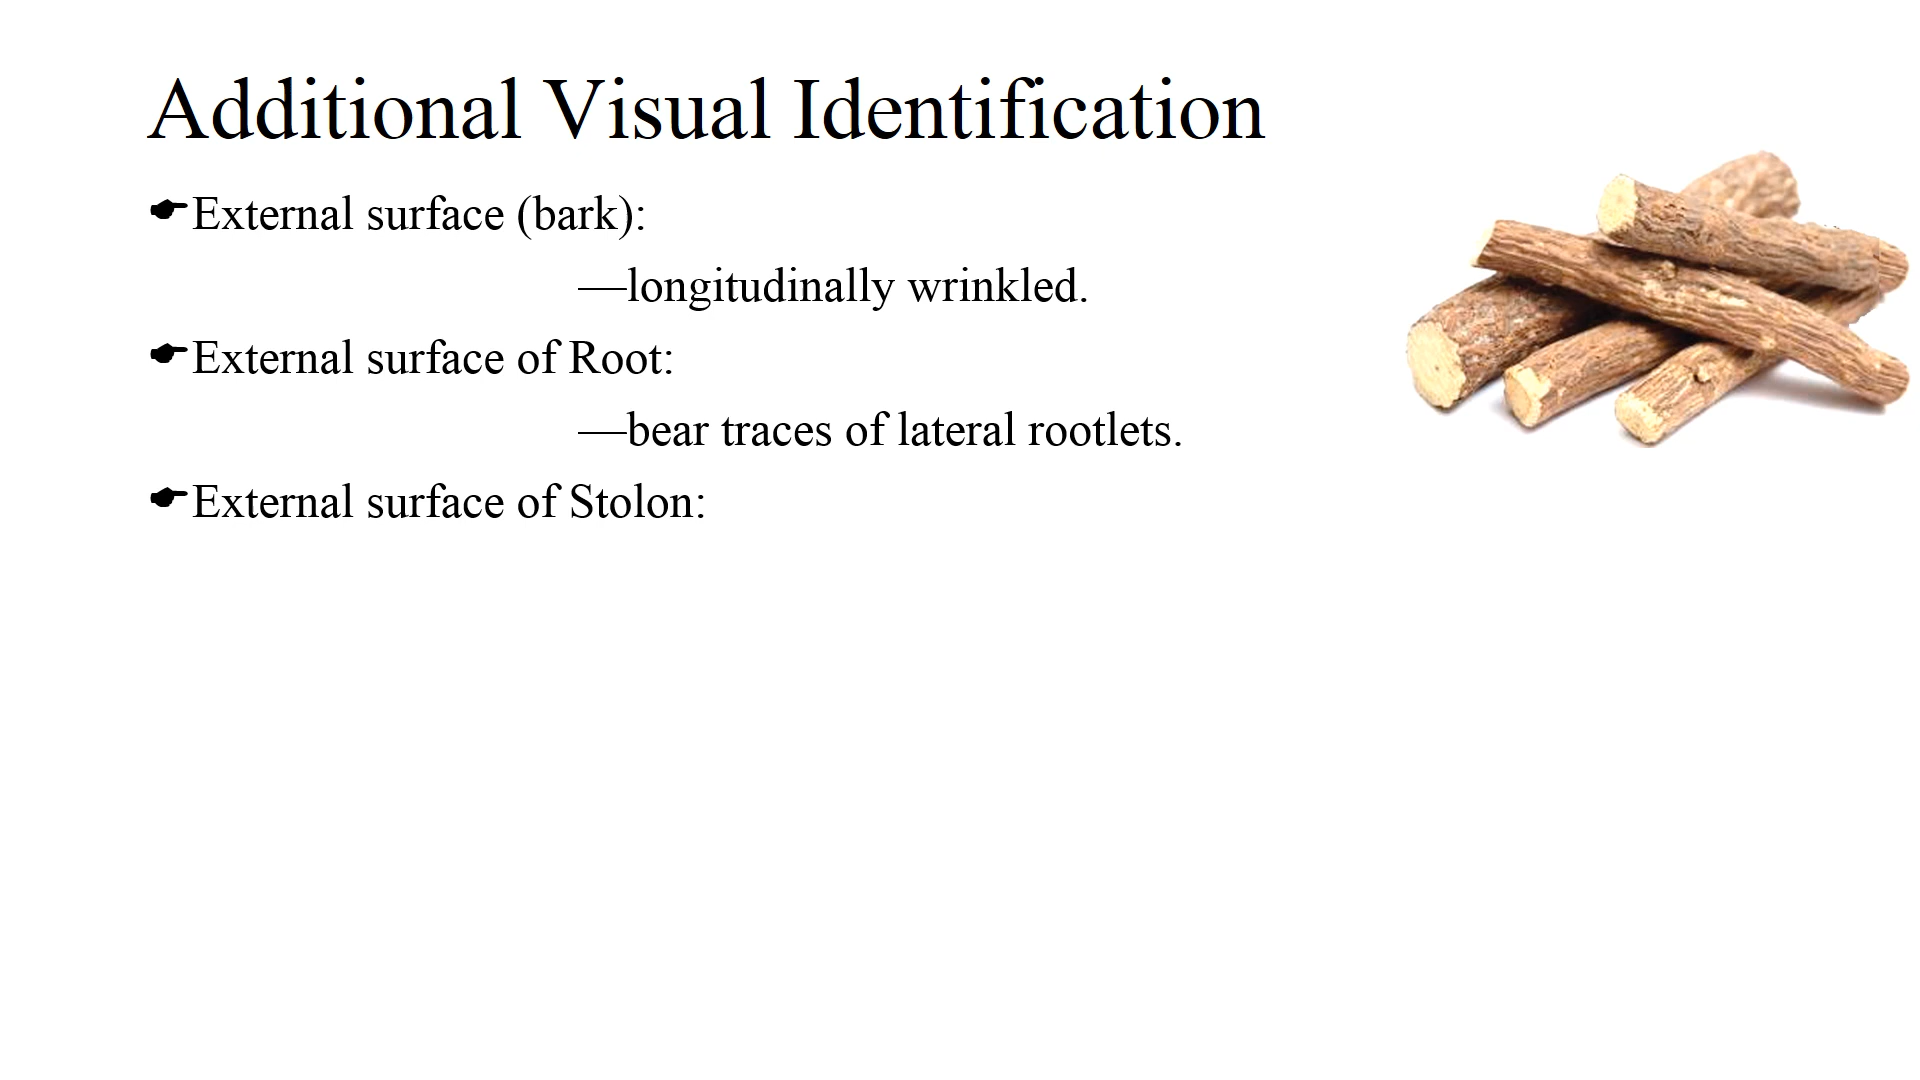 Additional Visual Identification
☛External surface (bark):
—longitudinally wrinkled.
☛External surface of Root:
—bear traces of lateral rootlets.
☛External surface of Stolon: